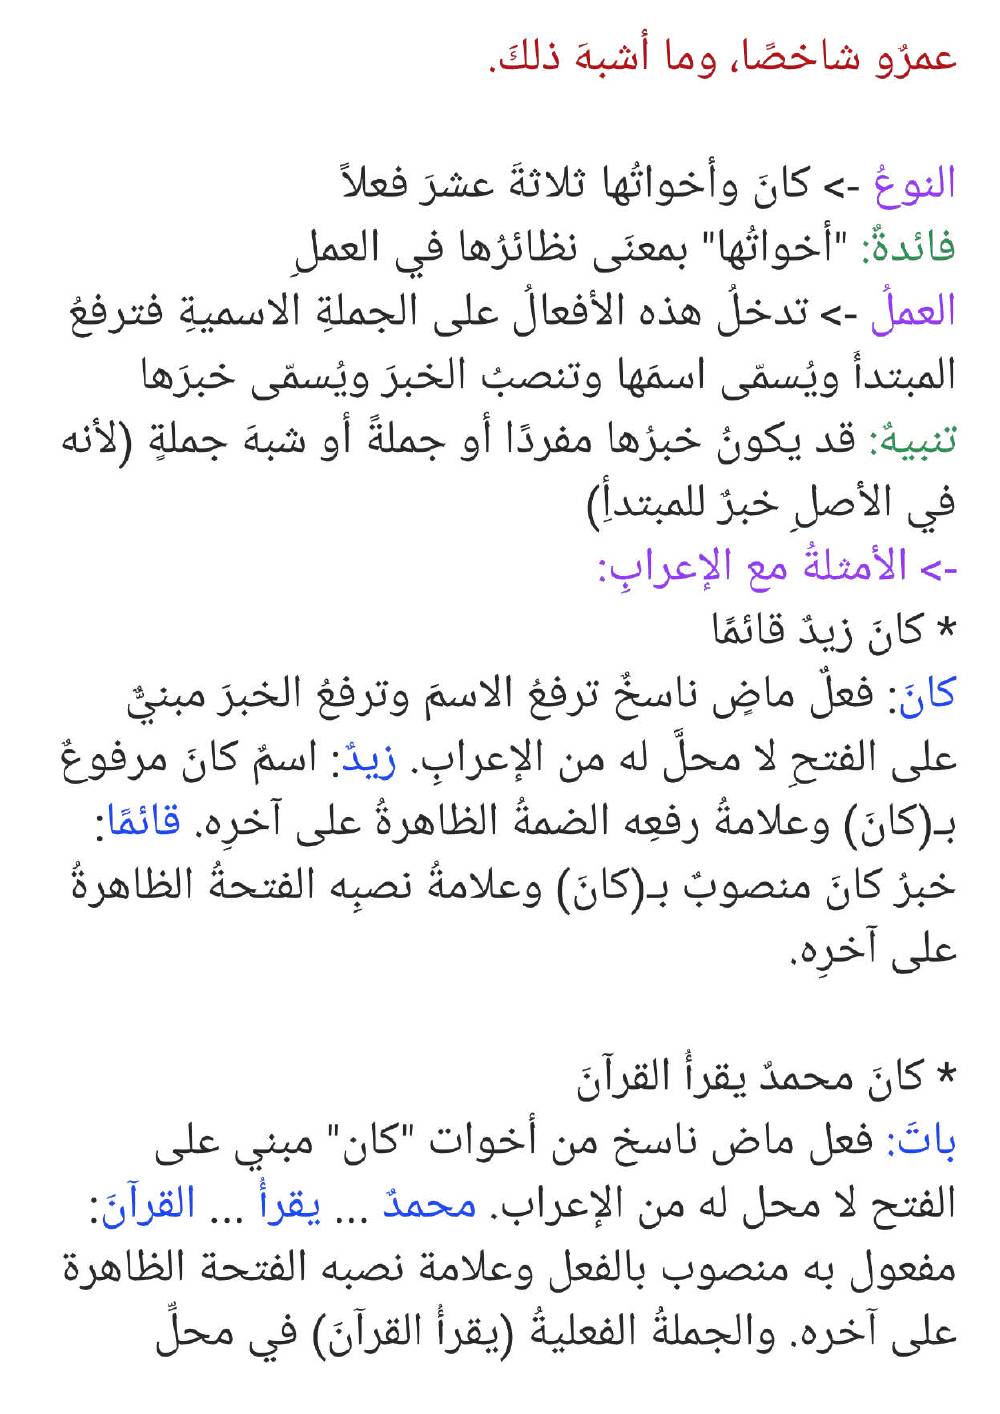 عمرٌو شاخصًا، وما أشبهَ ذلكَ.
النوعُ -> كانَ وأخواتُها ثلاثةَ عشرَ فعلاً
فائدةٌ: "أخواتُها" بمعنَى نظائرُها في العملِ
العملُ -> تدخلُ هذه الأفعالُ على الجملةِ الاسميةِ فترفعُ
المبتدأَ ويُسمّى اسمَها وتنصبُ الخبرَ ويُسمّى خبرَها
تنبيهٌ: قد يكونُ خبرُها مفردًا أو جملةً أو شبهَ جملةٍ (لأنه
في الأصلِ خبرٌ للمبتدأِ)
-> الأمثلةُ مع الإعرابِ:
* كانَ زيدٌ قائمًا
كانَ: فعلٌ ماضٍ ناسخٌ ترفعُ الاسمَ وترفعُ الخبرَ مبنيٌّ
على الفتحِ لا محلَّ له من الإعرابِ. زيدٌ: اسمُ كانَ مرفوعٌ
بـ(كانَ) وعلامةُ رفعِه الضمةُ الظاهرةُ على آخرِه. قائمًا:
خبرُ كانَ منصوبٌ بـ(كانَ) وعلامةُ نصبِه الفتحةُ الظاهرةُ
على آخرِه.
* كانَ محمدٌ يقرأُ القرآنَ
باتَ: فعل ماض ناسخ من أخوات "كان" مبني على
الفتح لا محل له من الإعراب. محمدٌ ... يقرأُ ... القرآنَ:
مفعول به منصوب بالفعل وعلامة نصبه الفتحة الظاهرة
على آخره. والجملةُ الفعليةُ (يقرأُ القرآنَ) في محلِّ